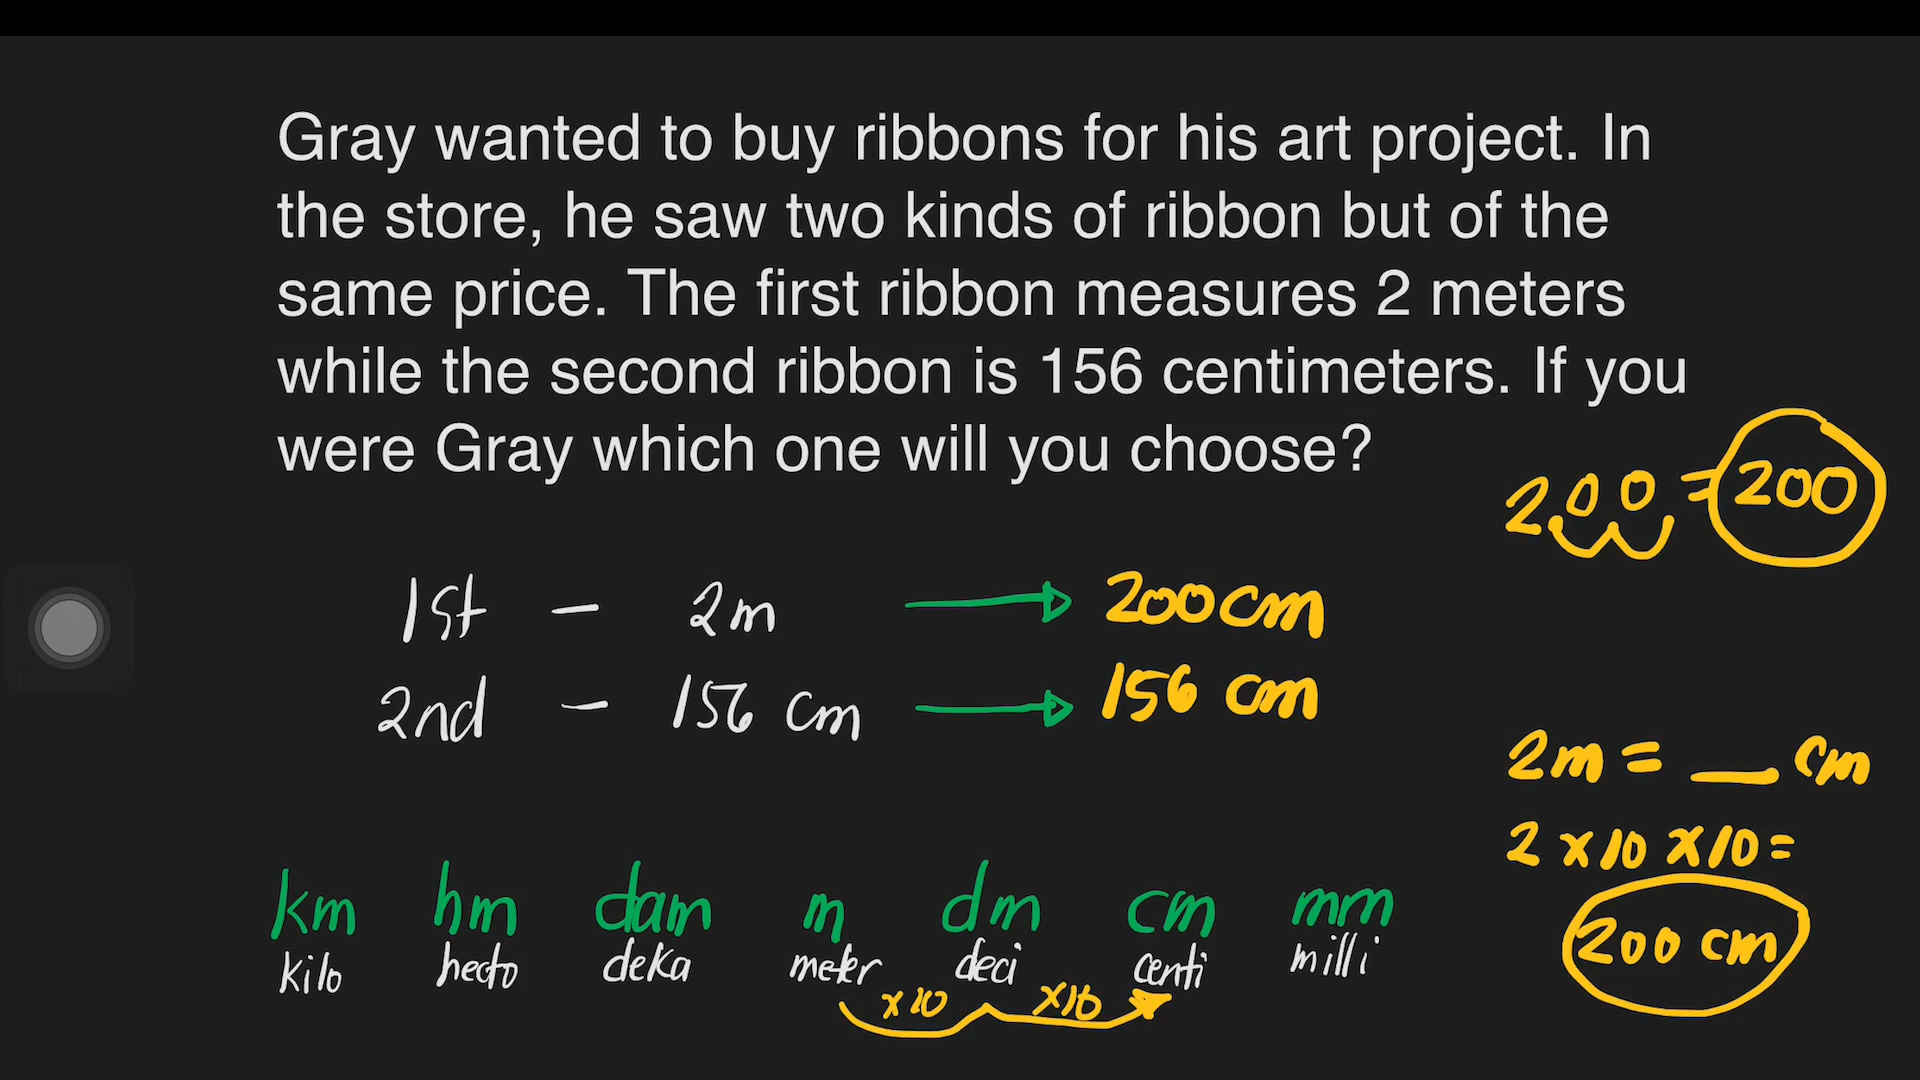 Gray wanted to buy ribbons for his art project. In
the store, he saw two kinds of ribbon but of the
same price. The first ribbon measures 2 meters
while the second ribbon is 156 centimeters. If you
were Gray which one will you choose?
200 = 200
1st - 2m → 200cm
2nd - 156 cm → 156 cm
2m = __ cm
2 x10 x10 =
200 cm
km hm dam m dm cm mm
kilo hecto deka meter deci centi milli
x10 x10